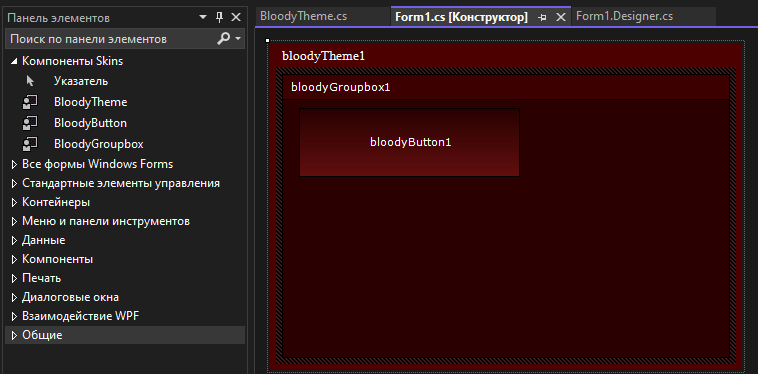 Панель элементов
Поиск по панели элементов
Компоненты Skins
Указатель
BloodyTheme
BloodyButton
BloodyGroupbox
Все формы Windows Forms
Стандартные элементы управления
Контейнеры
Меню и панели инструментов
Данные
Компоненты
Печать
Диалоговые окна
Взаимодействие WPF
Общие
BloodyTheme.cs
Form1.cs [Конструктор]
Form1.Designer.cs
bloodyTheme1
bloodyGroupbox1
bloodyButton1